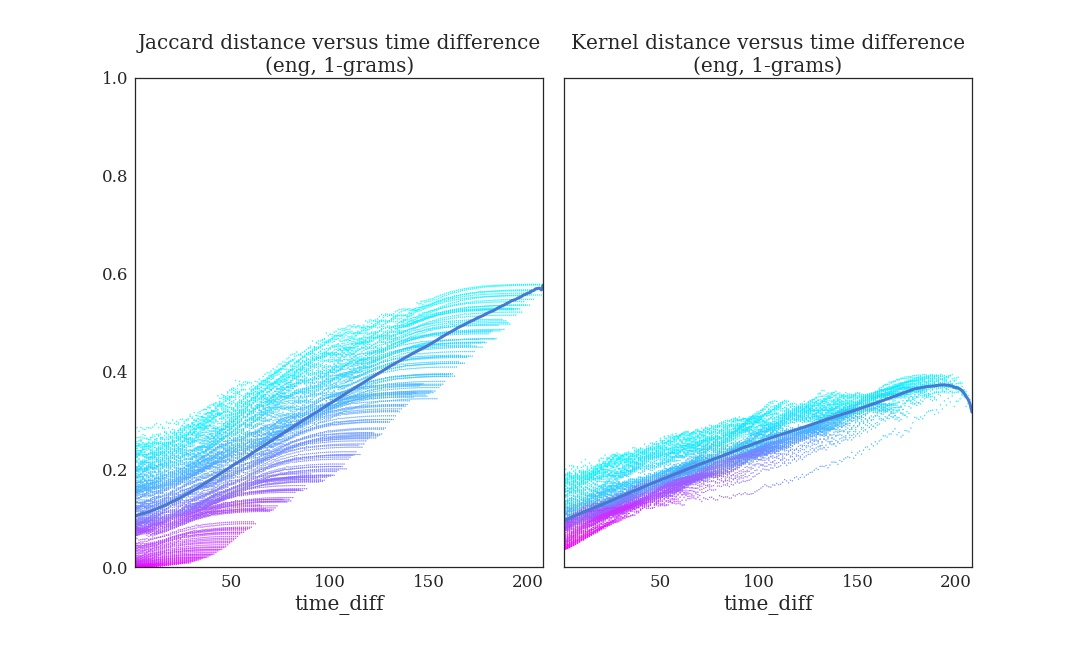 Jaccard distance versus time difference
(eng, 1-grams)
Kernel distance versus time difference
(eng, 1-grams)
1.0
0.8
0.6
0.4
0.2
0.0
50 100 150 200
50 100 150 200
time_diff
time_diff